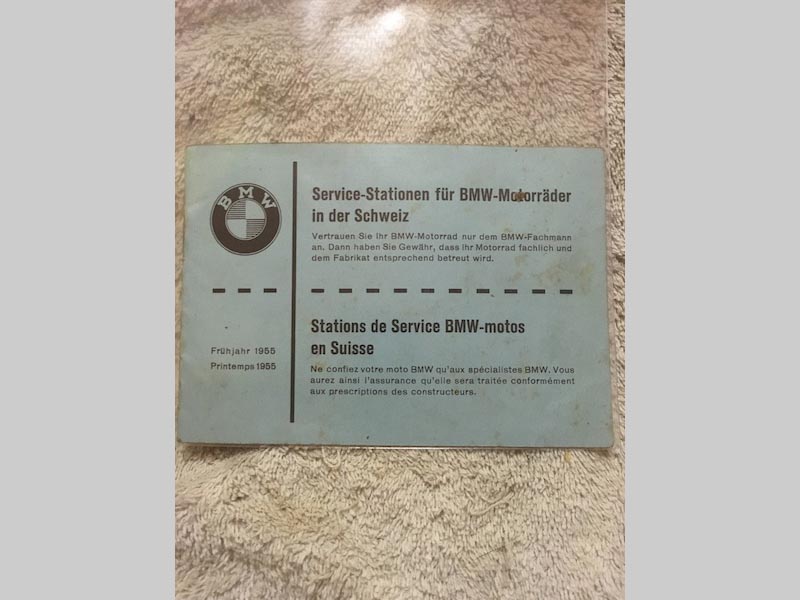 BMW
Service-Stationen für BMW-Motorräder
in der Schweiz
Vertrauen Sie Ihr BMW-Motorrad nur dem BMW-Fachmann
an. Dann haben Sie Gewähr, dass Ihr Motorrad fachlich und
dem Fabrikat entsprechend betreut wird.
Frühjahr 1955
Printemps 1955
Stations de Service BMW-motos
en Suisse
Ne confiez votre moto BMW qu'aux spécialistes BMW. Vous
aurez ainsi l'assurance qu'elle sera traitée conformément
aux prescriptions des constructeurs.